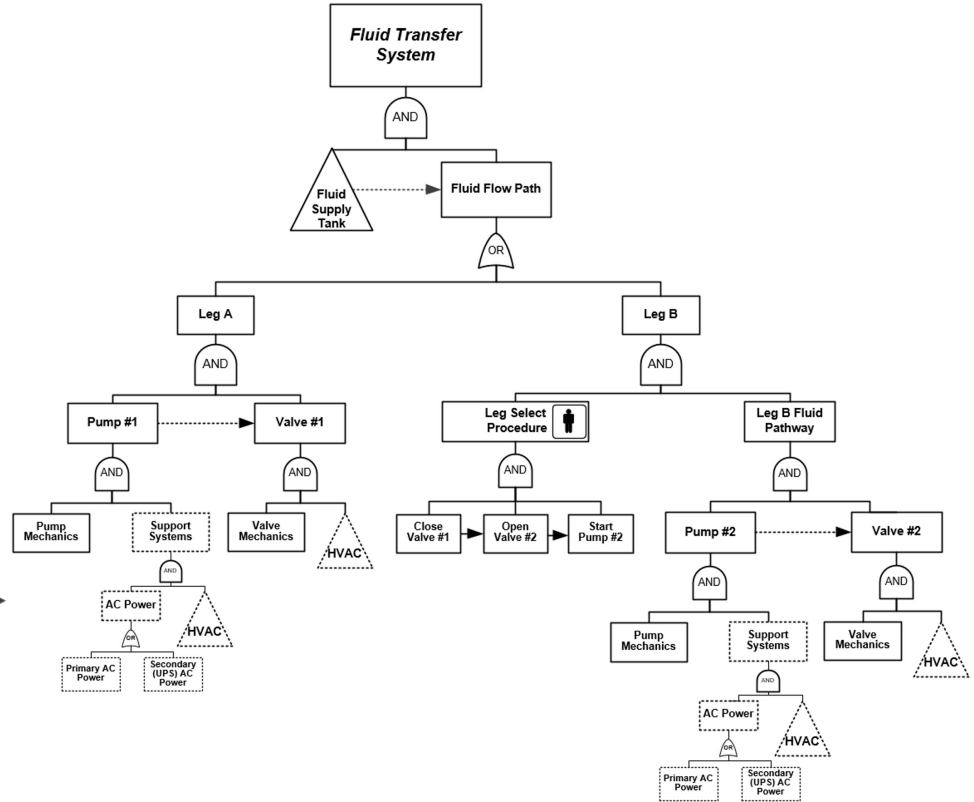 Fluid Transfer
System
AND
Fluid
Supply
Tank
Fluid Flow Path
OR
Leg A
Leg B
AND
AND
Pump #1
Valve #1
Leg Select
Procedure
Leg B Fluid
Pathway
AND
AND
AND
AND
Pump
Mechanics
Support
Systems
Valve
Mechanics
HVAC
Close
Valve #1
Open
Valve #2
Start
Pump #2
Pump #2
Valve #2
AND
AND
AND
AC Power
HVAC
OR
Primary AC
Power
Secondary
(UPS) AC
Power
Pump
Mechanics
Support
Systems
Valve
Mechanics
HVAC
AND
AC Power
HVAC
OR
Primary AC
Power
Secondary
(UPS) AC
Power